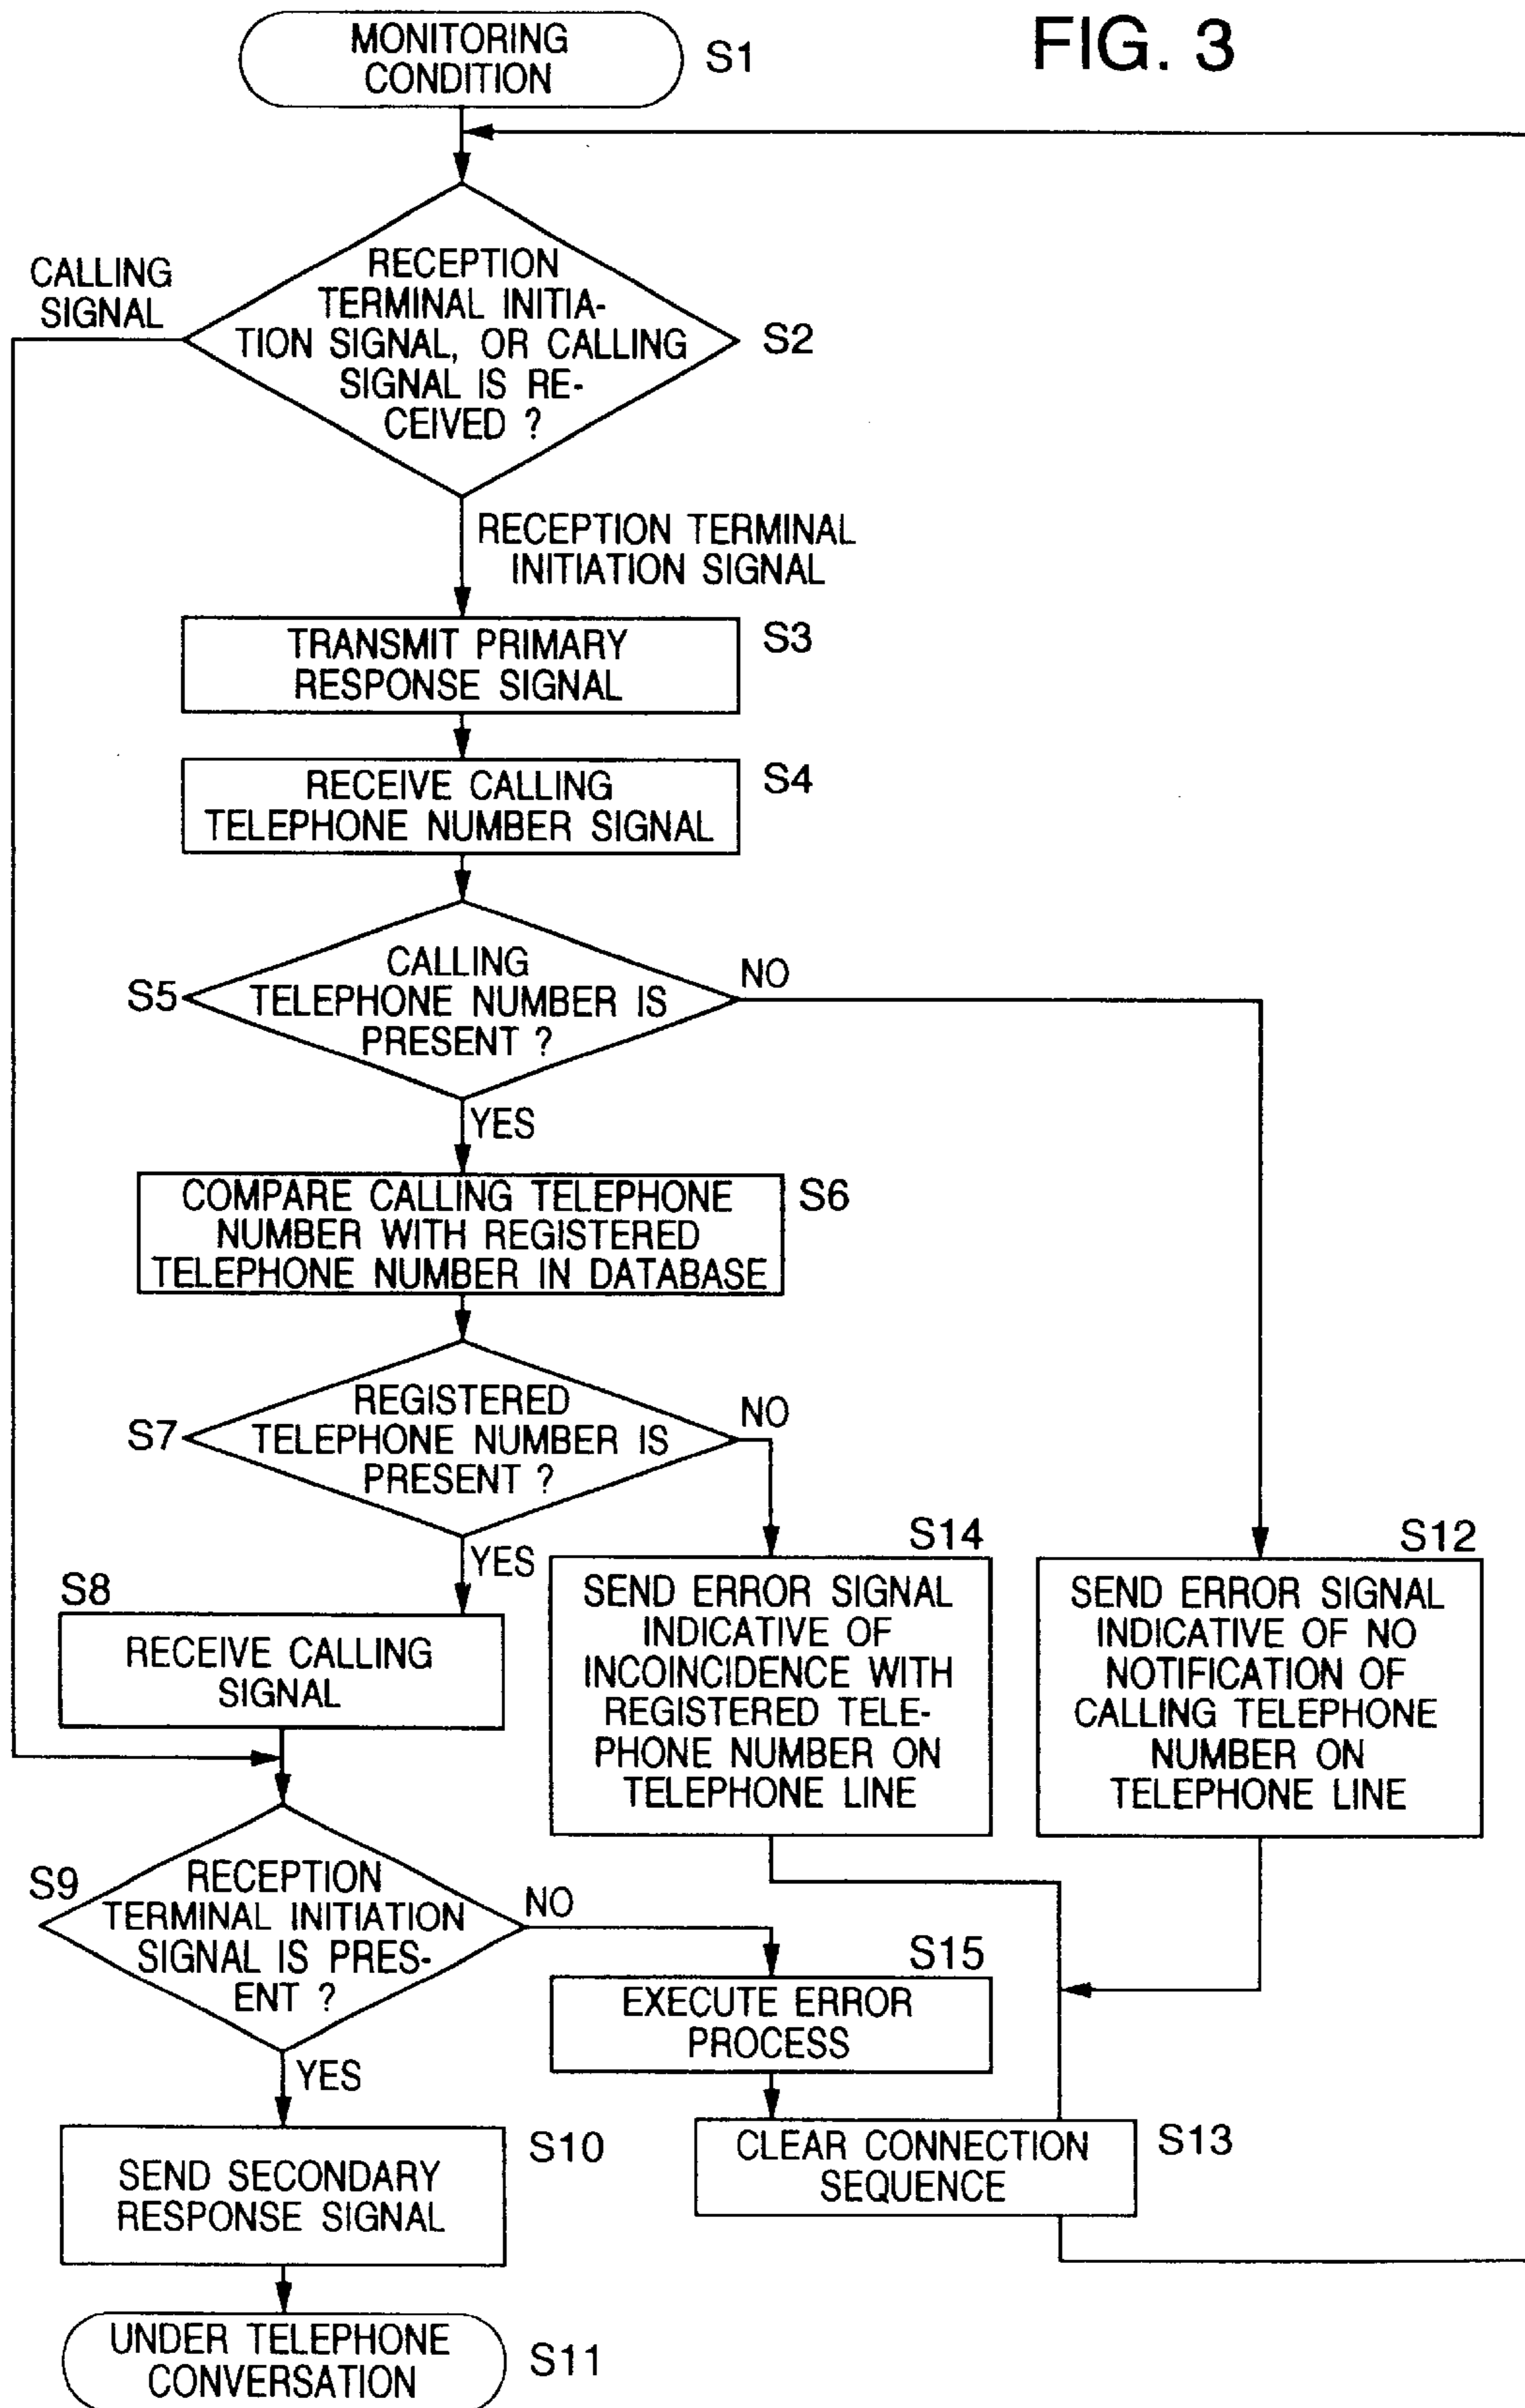 FIG. 3
MONITORING
CONDITION
S1
CALLING
SIGNAL
RECEPTION
TERMINAL INITIA-
TION SIGNAL, OR CALLING
SIGNAL IS RE-
CEIVED ?
S2
RECEPTION TERMINAL
INITIATION SIGNAL
TRANSMIT PRIMARY
RESPONSE SIGNAL
S3
RECEIVE CALLING
TELEPHONE NUMBER SIGNAL
S4
S5
CALLING
TELEPHONE NUMBER IS
PRESENT ?
NO
YES
COMPARE CALLING TELEPHONE
NUMBER WITH REGISTERED
TELEPHONE NUMBER IN DATABASE
S6
S7
REGISTERED
TELEPHONE NUMBER IS
PRESENT ?
NO
YES
S8
RECEIVE CALLING
SIGNAL
S14
SEND ERROR SIGNAL
INDICATIVE OF
INCOINCIDENCE WITH
REGISTERED TELE-
PHONE NUMBER ON
TELEPHONE LINE
S12
SEND ERROR SIGNAL
INDICATIVE OF NO
NOTIFICATION OF
CALLING TELEPHONE
NUMBER ON
TELEPHONE LINE
S9
RECEPTION
TERMINAL INITIATION
SIGNAL IS PRES-
ENT ?
NO
YES
S15
EXECUTE ERROR
PROCESS
CLEAR CONNECTION
SEQUENCE
S13
SEND SECONDARY
RESPONSE SIGNAL
S10
UNDER TELEPHONE
CONVERSATION
S11